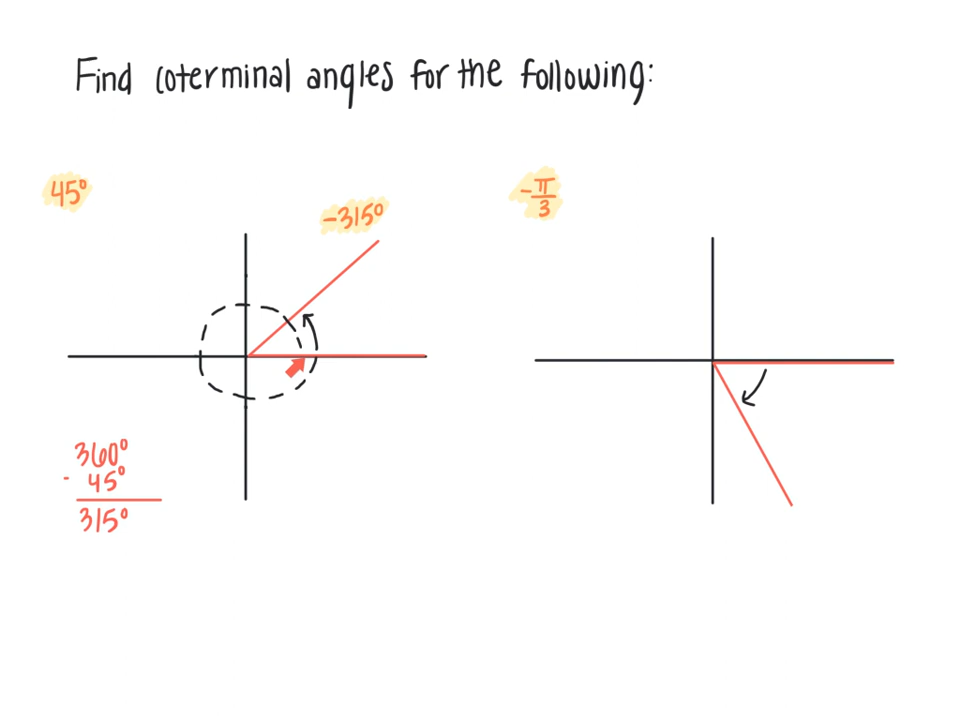 Find coterminal angles for the following:
45°
-315°
360°
- 45°
315°
-π/3